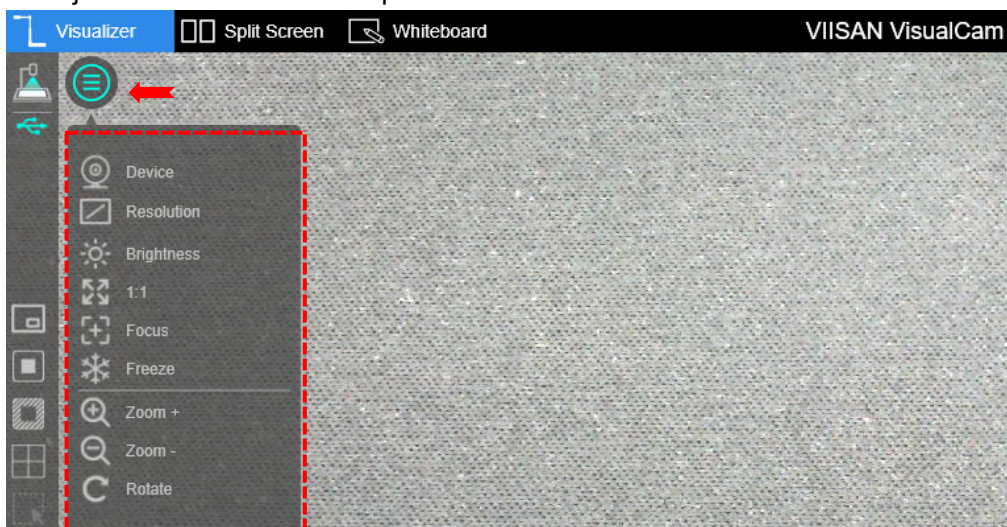 Visualizer Split Screen Whiteboard VIISAN VisualCam
Device
Resolution
Brightness
1:1
Focus
Freeze
Zoom +
Zoom -
Rotate